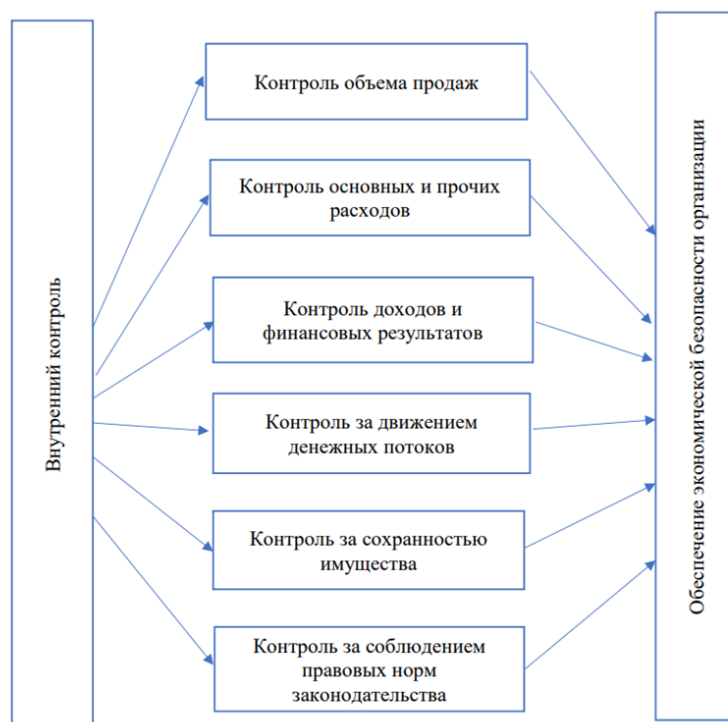 Внутренний контроль
Контроль объема продаж
Контроль основных и прочих
расходов
Контроль доходов и
финансовых результатов
Контроль за движением
денежных потоков
Контроль за сохранностью
имущества
Контроль за соблюдением
правовых норм
законодательства
Обеспечение экономической безопасности организации